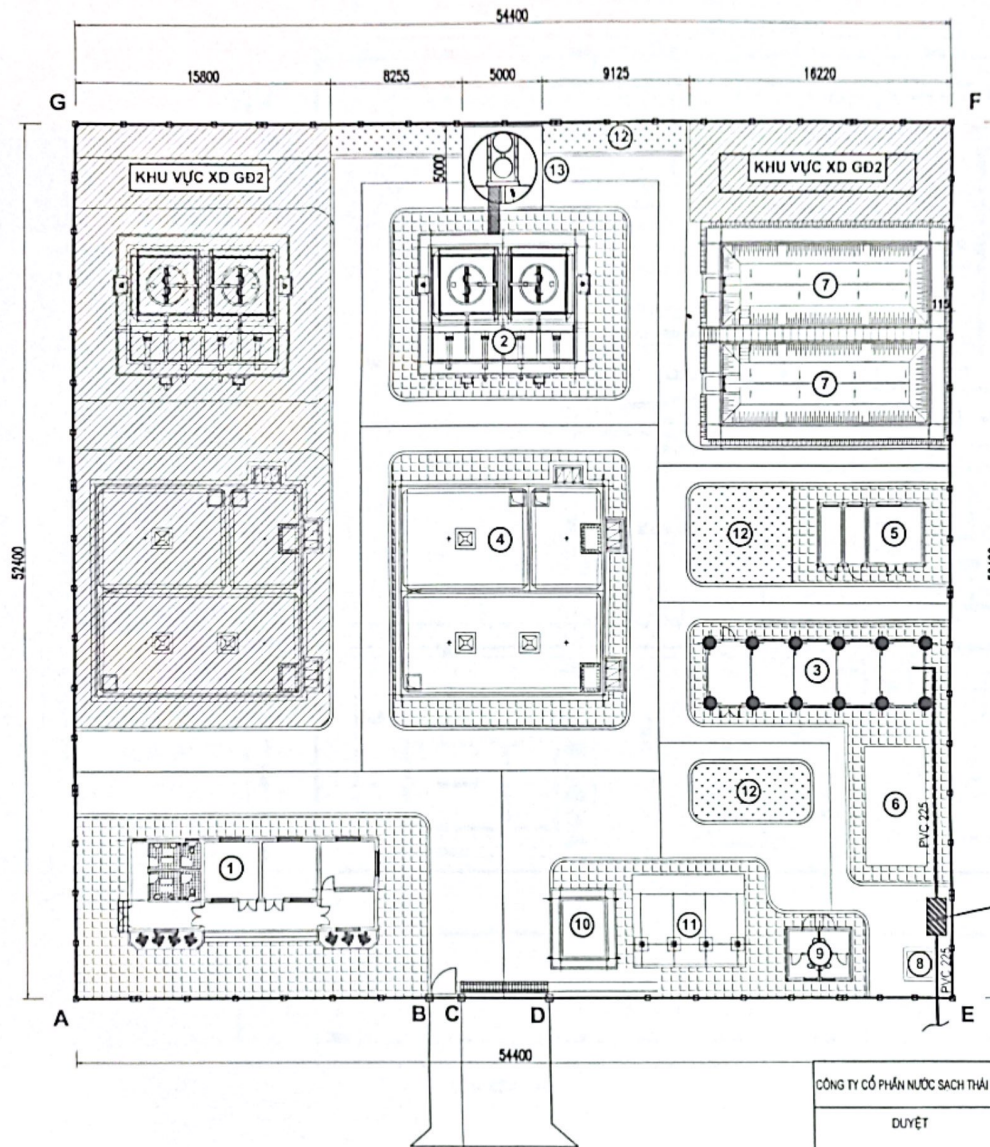 54400
15800 8255 5000 9125 16220
G F
12
KHU VỰC XD GĐ2 5000 13 KHU VỰC XD GĐ2
7
115
2
7
52400
4 12 5
3
12 6
PVC 225
1
10 11 9 8
PVC 225
A B C D E
54400
CÔNG TY CỔ PHẦN NƯỚC SẠCH THÁI
DUYỆT